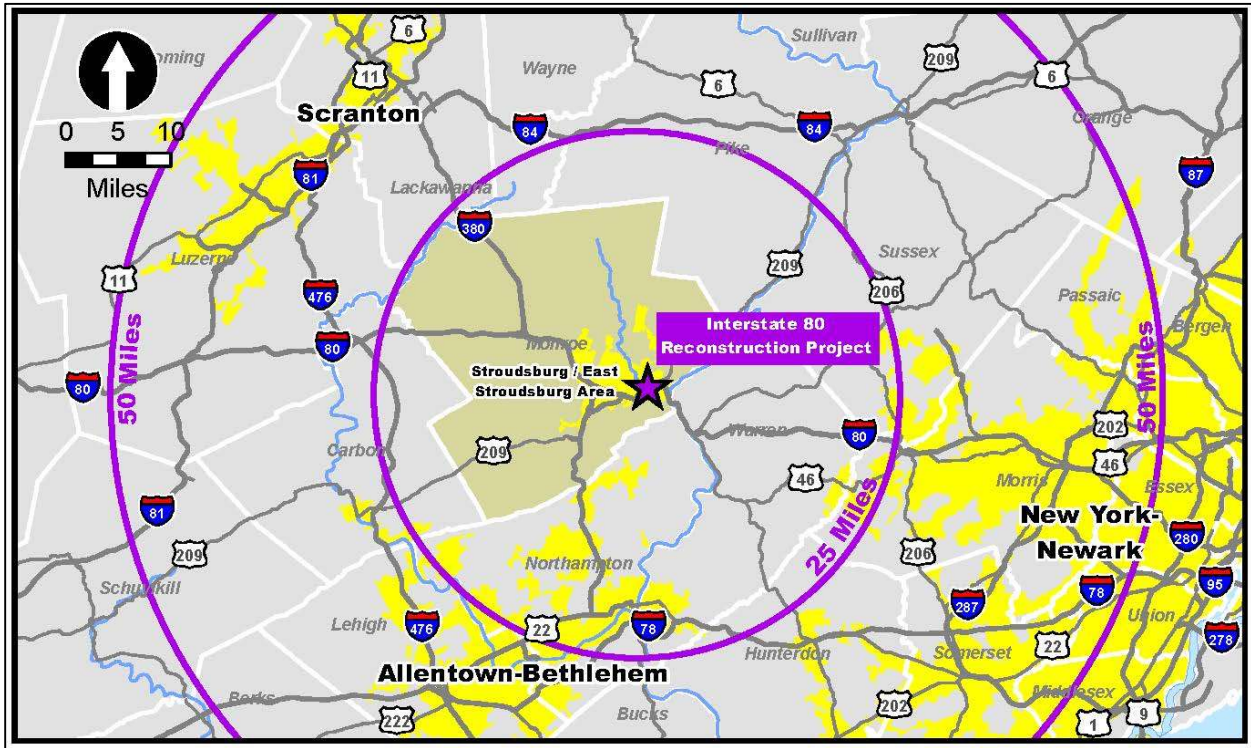 6
Sullivan
209
oming
11
Wayne
6
6
Scranton
0 5 10
Miles
84
84
Orange
Pike
87
81
Lackawanna
380
Sussex
Luzerne
209
11
476
206
Passaic
Bergen
Interstate 80
Reconstruction Project
80
Monroe
50 Miles
50 Miles
80
Stroudsburg / East
Stroudsburg Area
202
Warren
80
Carbon
209
46
46
Morris
Essex
81
25 Miles
New York-
Newark
280
209
Northampton
206
95
Schuylkill
78
287
Union
Lehigh
476
22
78
278
Hunterdon
Somerset
22
Allentown-Bethlehem
Berks
Middlesex
222
Bucks
202
1
9